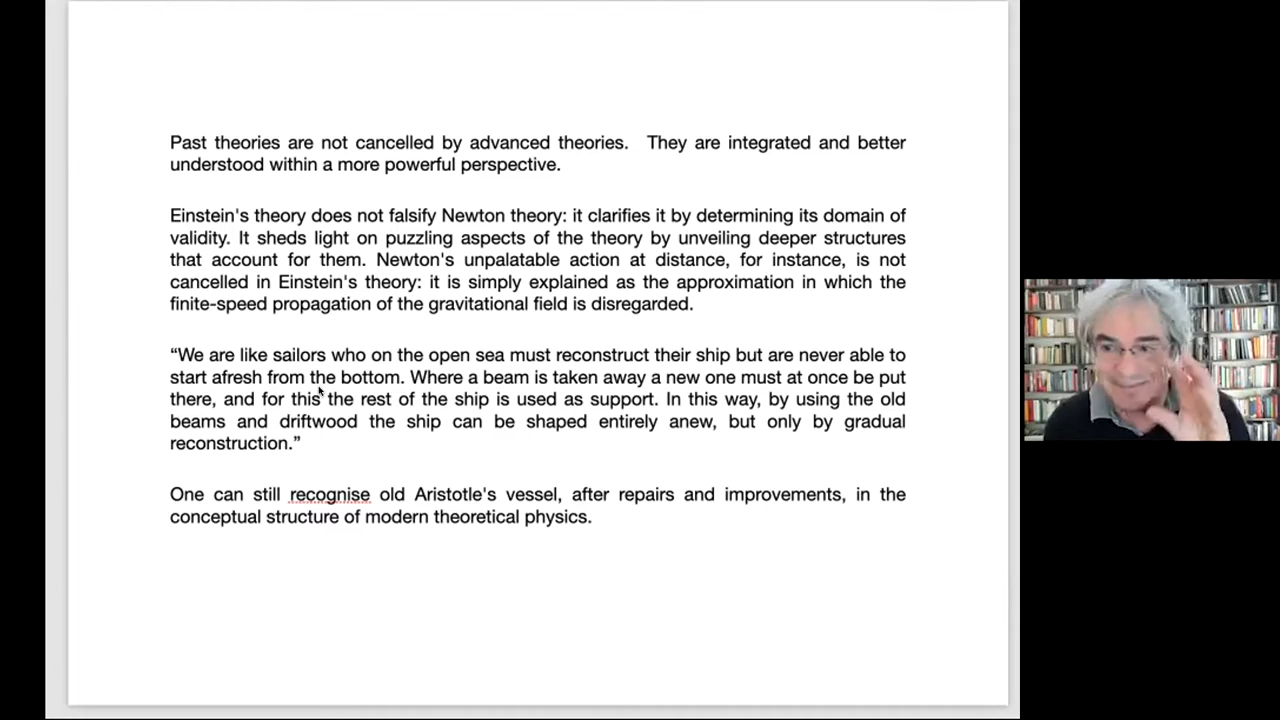 Past theories are not cancelled by advanced theories.  They are integrated and better
understood within a more powerful perspective.
Einstein's theory does not falsify Newton theory: it clarifies it by determining its domain of
validity. It sheds light on puzzling aspects of the theory by unveiling deeper structures
that account for them. Newton's unpalatable action at distance, for instance, is not
cancelled in Einstein's theory: it is simply explained as the approximation in which the
finite-speed propagation of the gravitational field is disregarded.
“We are like sailors who on the open sea must reconstruct their ship but are never able to
start afresh from the bottom. Where a beam is taken away a new one must at once be put
there, and for this the rest of the ship is used as support. In this way, by using the old
beams and driftwood the ship can be shaped entirely anew, but only by gradual
reconstruction.”
One can still recognise old Aristotle's vessel, after repairs and improvements, in the
conceptual structure of modern theoretical physics.